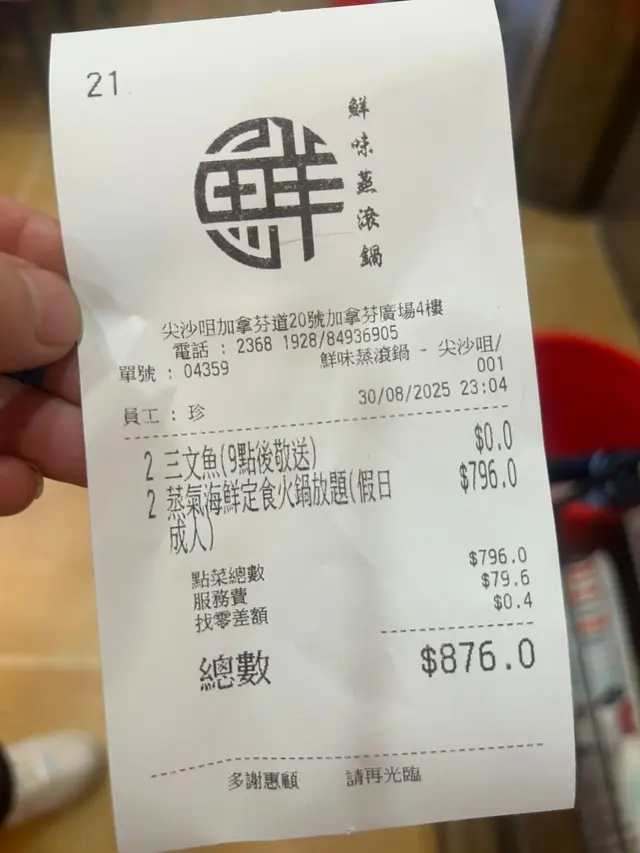 21
鮮
鮮味蒸滾鍋
尖沙咀加拿芬道20號加拿芬廣場4樓
電話 : 2368 1928/84936905
單號 : 04359 鮮味蒸滾鍋 - 尖沙咀/
001
員工 : 珍 30/08/2025 23:04
2 三文魚(9點後敬送) $0.0
2 蒸氣海鮮定食火鍋放題(假日 $796.0
成人)
點菜總數 $796.0
服務費 $79.6
找零差額 $0.4
總數 $876.0
多謝惠顧 請再光臨